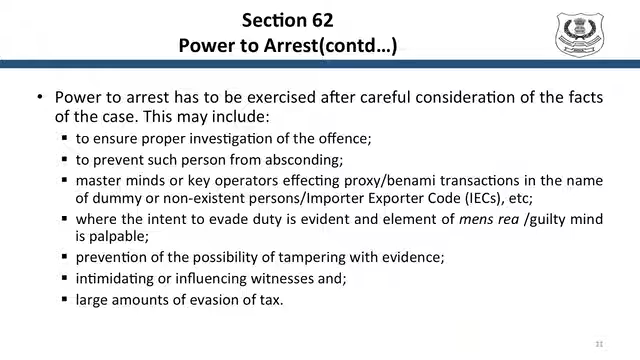 Section 62
Power to Arrest(contd...)
• Power to arrest has to be exercised after careful consideration of the facts
of the case. This may include:
▪ to ensure proper investigation of the offence;
▪ to prevent such person from absconding;
▪ master minds or key operators effecting proxy/benami transactions in the name
of dummy or non-existent persons/Importer Exporter Code (IECs), etc;
▪ where the intent to evade duty is evident and element of mens rea /guilty mind
is palpable;
▪ prevention of the possibility of tampering with evidence;
▪ intimidating or influencing witnesses and;
▪ large amounts of evasion of tax.